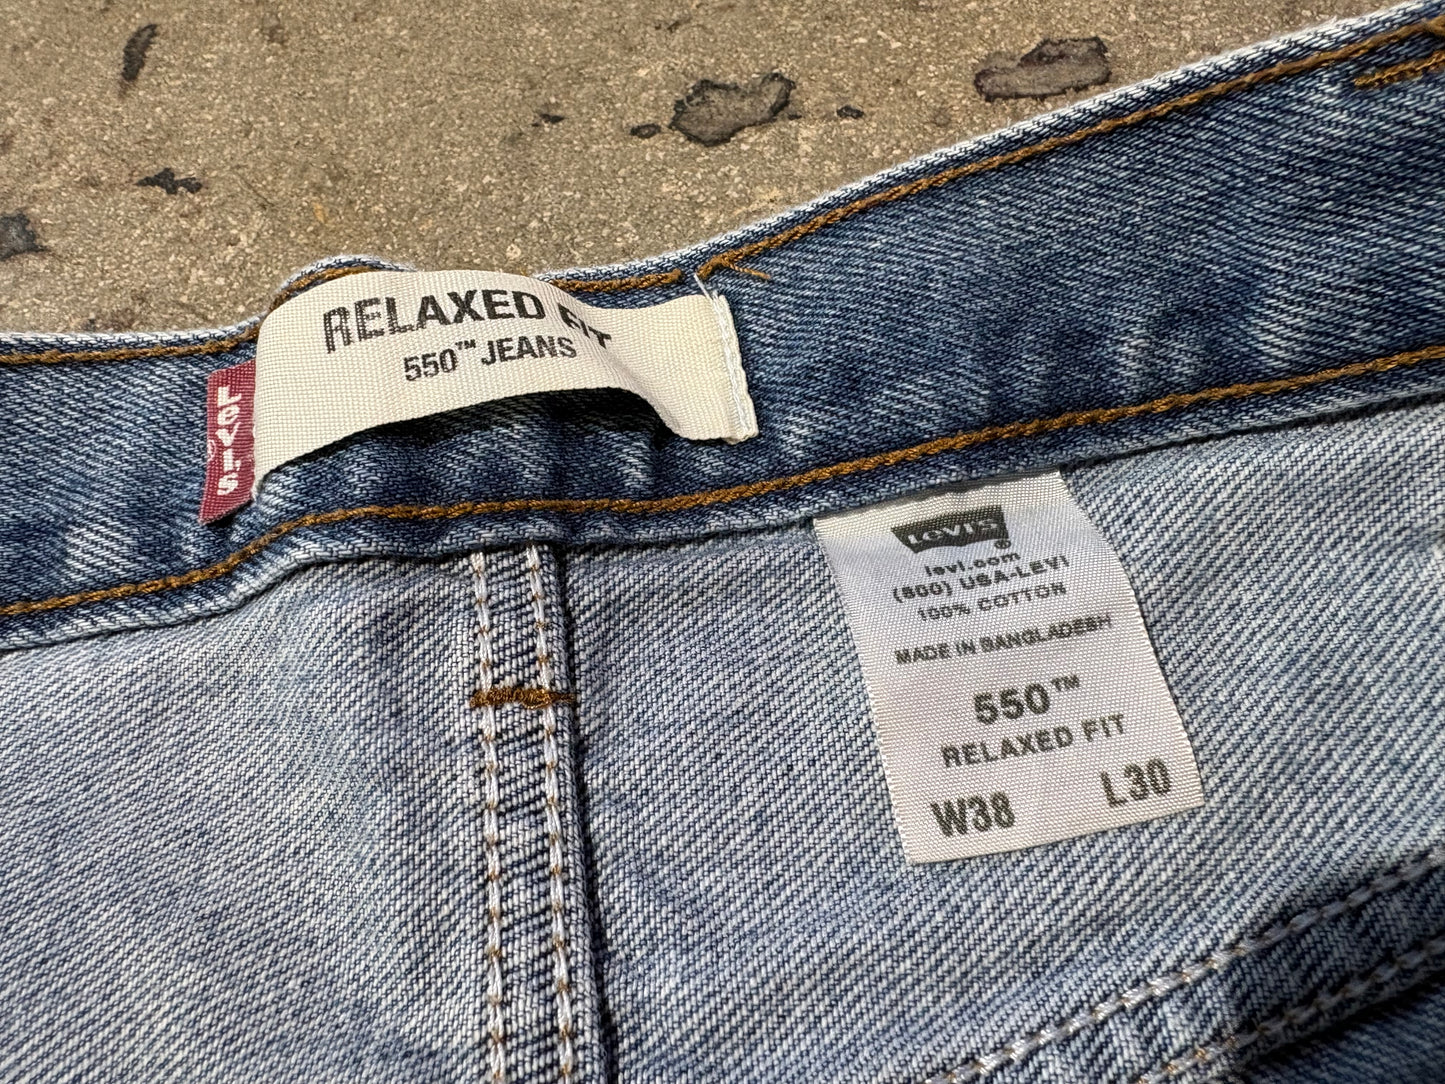 RELAXED FIT
550™ JEANS
Levi's
Levi's®
levi.com
(800) USA-LEVI
100% COTTON
MADE IN BANGLADESH
550™
RELAXED FIT
W38 L30